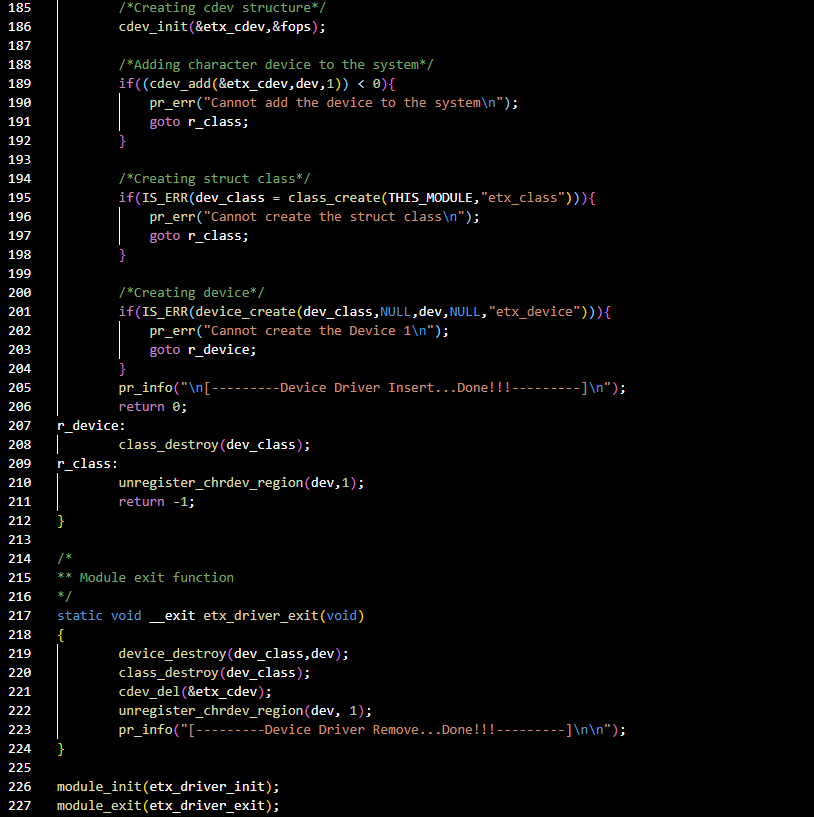 185 /*Creating cdev structure*/
186 cdev_init(&etx_cdev,&fops);
187
188 /*Adding character device to the system*/
189 if((cdev_add(&etx_cdev,dev,1)) < 0){
190 pr_err("Cannot add the device to the system\n");
191 goto r_class;
192 }
193
194 /*Creating struct class*/
195 if(IS_ERR(dev_class = class_create(THIS_MODULE,"etx_class"))){
196 pr_err("Cannot create the struct class\n");
197 goto r_class;
198 }
199
200 /*Creating device*/
201 if(IS_ERR(device_create(dev_class,NULL,dev,NULL,"etx_device"))){
202 pr_err("Cannot create the Device 1\n");
203 goto r_device;
204 }
205 pr_info("\n[---------Device Driver Insert...Done!!!---------]\n");
206 return 0;
207 r_device:
208 class_destroy(dev_class);
209 r_class:
210 unregister_chrdev_region(dev,1);
211 return -1;
212 }
213
214 /*
215 ** Module exit function
216 */
217 static void __exit etx_driver_exit(void)
218 {
219 device_destroy(dev_class,dev);
220 class_destroy(dev_class);
221 cdev_del(&etx_cdev);
222 unregister_chrdev_region(dev, 1);
223 pr_info("[---------Device Driver Remove...Done!!!---------]\n\n");
224 }
225
226 module_init(etx_driver_init);
227 module_exit(etx_driver_exit);